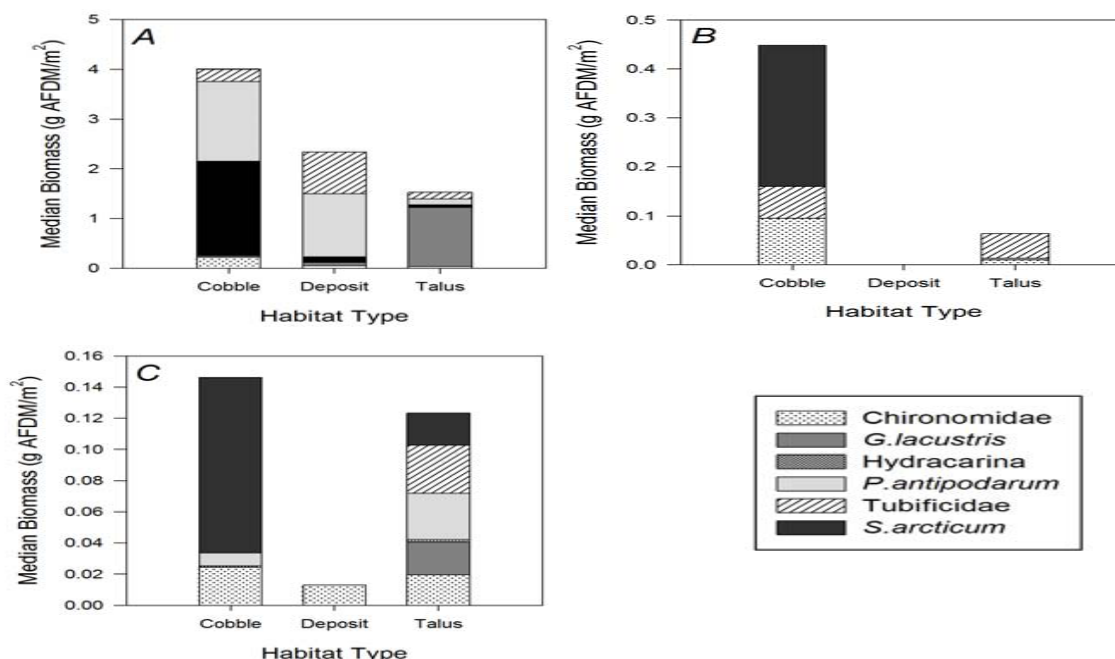 A
Median Biomass (g AFDM/m²)
5
4
3
2
1
0
Cobble Deposit Talus
Habitat Type
B
Median Biomass (g AFDM/m²)
0.5
0.4
0.3
0.2
0.1
0.0
Cobble Deposit Talus
Habitat Type
C
Median Biomass (g AFDM/m²)
0.16
0.14
0.12
0.10
0.08
0.06
0.04
0.02
0.00
Cobble Deposit Talus
Habitat Type
Chironomidae
G.lacustris
Hydracarina
P.antipodarum
Tubificidae
S.arcticum